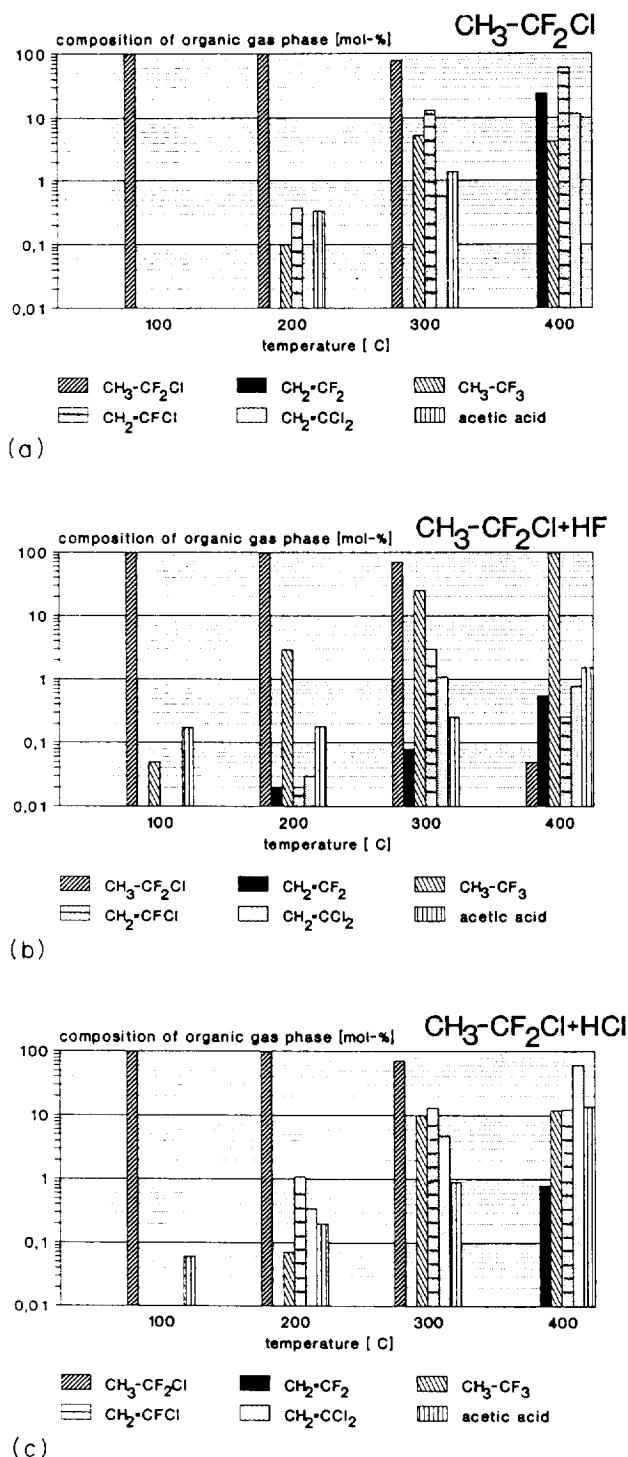 CH₃-CF₂Cl
composition of organic gas phase [mol-%]
100
10
1
0,1
0,01
100 200 300 400
temperature [ C]
CH₃-CF₂Cl CH₂=CF₂ CH₃-CF₃
CH₂=CFCl CH₂=CCl₂ acetic acid
(a)
CH₃-CF₂Cl+HF
composition of organic gas phase [mol-%]
100
10
1
0,1
0,01
100 200 300 400
temperature [ C]
CH₃-CF₂Cl CH₂=CF₂ CH₃-CF₃
CH₂=CFCl CH₂=CCl₂ acetic acid
(b)
CH₃-CF₂Cl+HCl
composition of organic gas phase [mol-%]
100
10
1
0,1
0,01
100 200 300 400
temperature [ C]
CH₃-CF₂Cl CH₂=CF₂ CH₃-CF₃
CH₂=CFCl CH₂=CCl₂ acetic acid
(c)